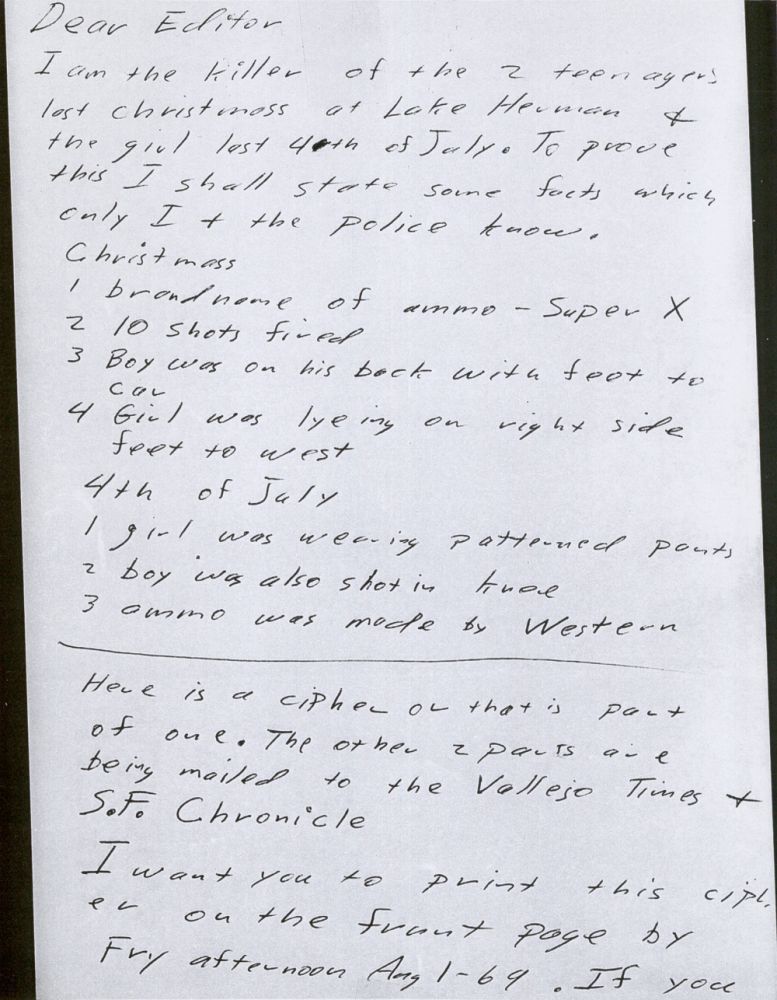 Dear Editor
I am the killer of the 2 teenagers
last christmass at Lake Herman &
the girl last 4th of July. To prove
this I shall state some facts which
only I + the police know.
Christmass
1 brand name of ammo - Super X
2 10 shots fired
3 Boy was on his back with feet to
car
4 Girl was lyeing on right side
feet to west
4th of July
1 girl was wearing patterned pants
2 boy was also shot in knee
3 ammo was made by Western
Here is a cipher or that is part
of one. The other 2 parts are
being mailed to the Vallejo Times +
S.F. Chronicle
I want you to print this ciph
er on the frunt page by
Fry afternoon Aug 1-69. If you